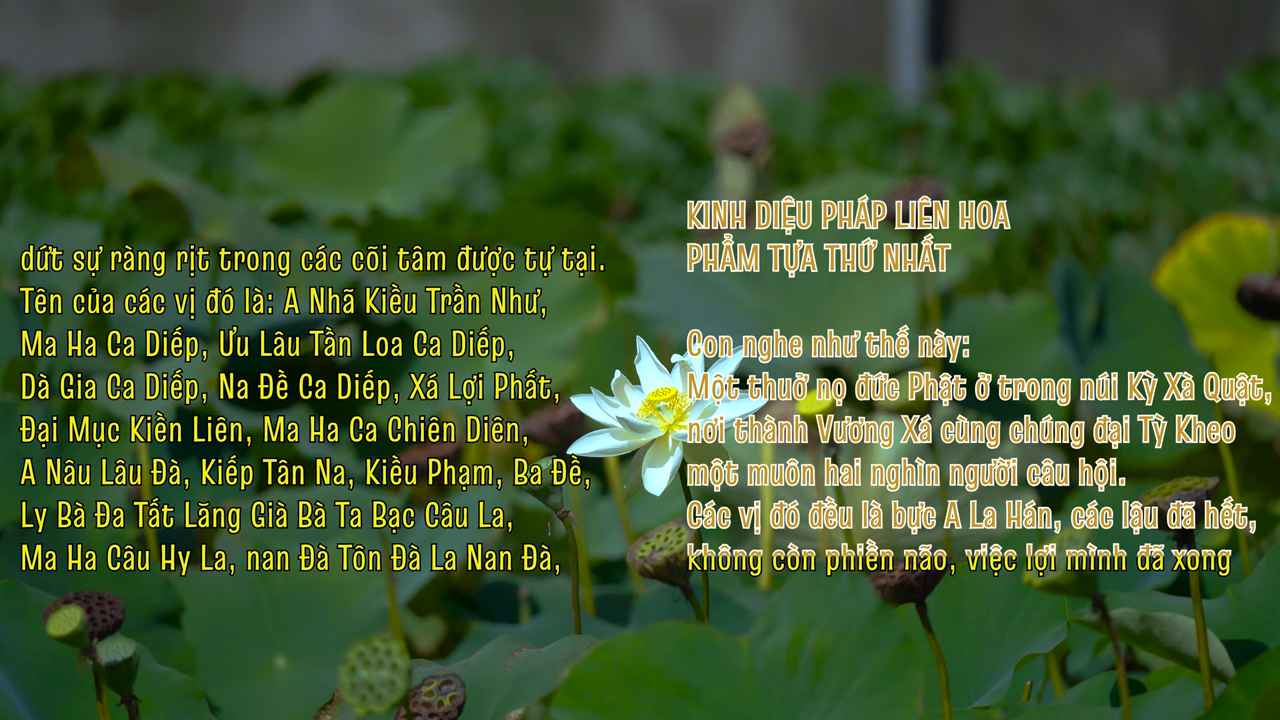 KINH DIỆU PHÁP LIÊN HOA
PHẨM TỰA THỨ NHẤT
Con nghe như thế này:
Một thuở nọ đức Phật ở trong núi Kỳ Xà Quật,
nơi thành Vương Xá cùng chúng đại Tỳ Kheo
một muôn hai nghìn người câu hội.
Các vị đó đều là bực A La Hán, các lậu đã hết,
không còn phiền não, việc lợi mình đã xong
dứt sự ràng rịt trong các cõi tâm được tự tại.
Tên của các vị đó là: A Nhã Kiều Trần Như,
Ma Ha Ca Diếp, Ưu Lâu Tần Loa Ca Diếp,
Dà Gia Ca Diếp, Na Đề Ca Diếp, Xá Lợi Phất,
Đại Mục Kiền Liên, Ma Ha Ca Chiên Diên,
A Nâu Lâu Đà, Kiếp Tân Na, Kiều Phạm, Ba Đề,
Ly Bà Đa Tất Lăng Già Bà Ta Bạc Câu La,
Ma Ha Câu Hy La, nan Đà Tôn Đà La Nan Đà,